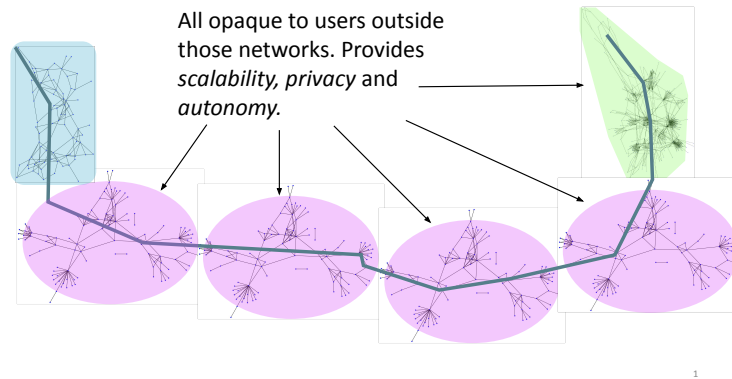 All opaque to users outside
those networks. Provides
scalability, privacy and
autonomy.
1